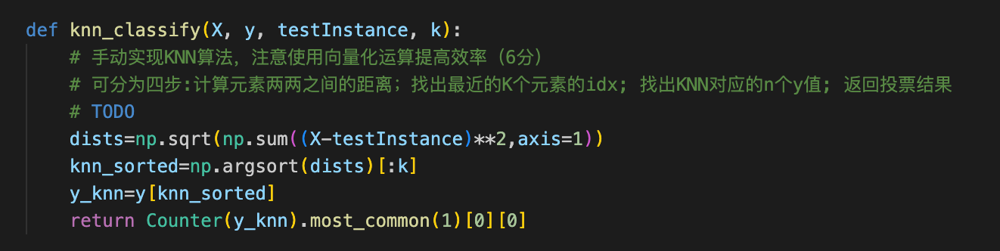 def knn_classify(X, y, testInstance, k):
    # 手动实现KNN算法，注意使用向量化运算提高效率（6分）
    # 可分为四步:计算元素两两之间的距离；找出最近的K个元素的idx; 找出KNN对应的n个y值; 返回投票结果
    # TODO
    dists=np.sqrt(np.sum((X-testInstance)**2,axis=1))
    knn_sorted=np.argsort(dists)[:k]
    y_knn=y[knn_sorted]
    return Counter(y_knn).most_common(1)[0][0]